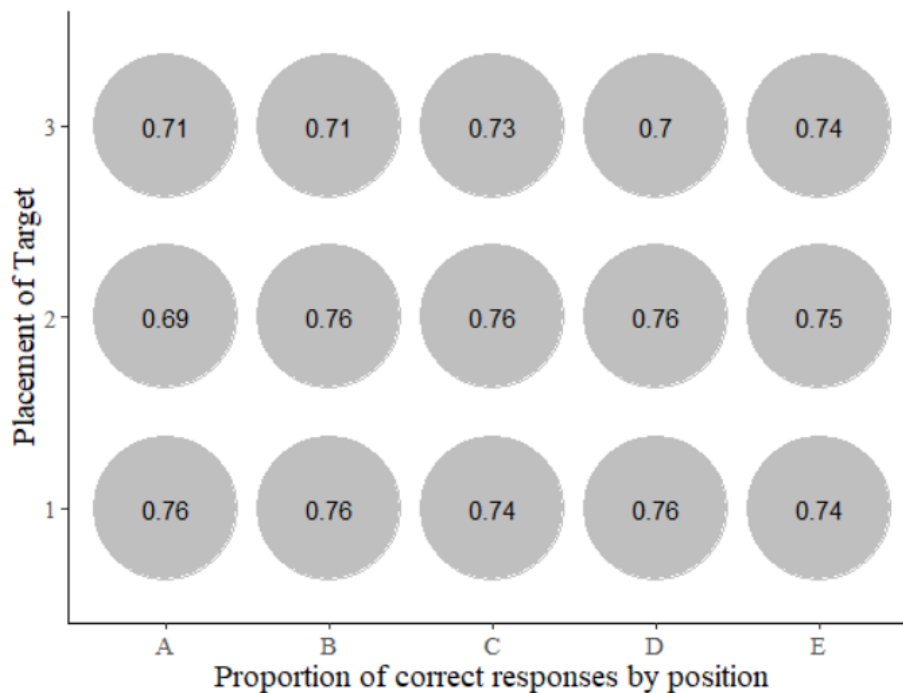 Placement of Target
3 0.71 0.71 0.73 0.7 0.74
2 0.69 0.76 0.76 0.76 0.75
1 0.76 0.76 0.74 0.76 0.74
A B C D E
Proportion of correct responses by position